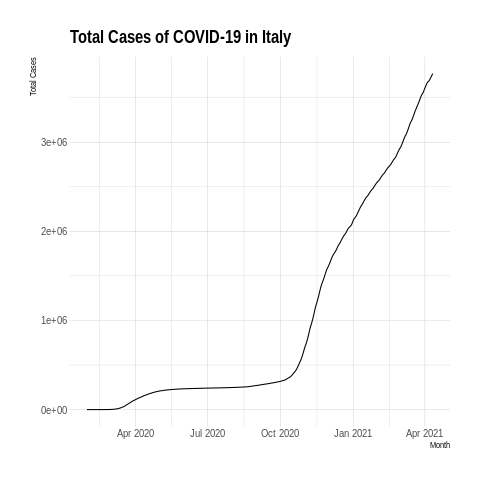 Total Cases of COVID-19 in Italy
Total Cases
3e+06
2e+06
1e+06
0e+00
Apr 2020 Jul 2020 Oct 2020 Jan 2021 Apr 2021
Month